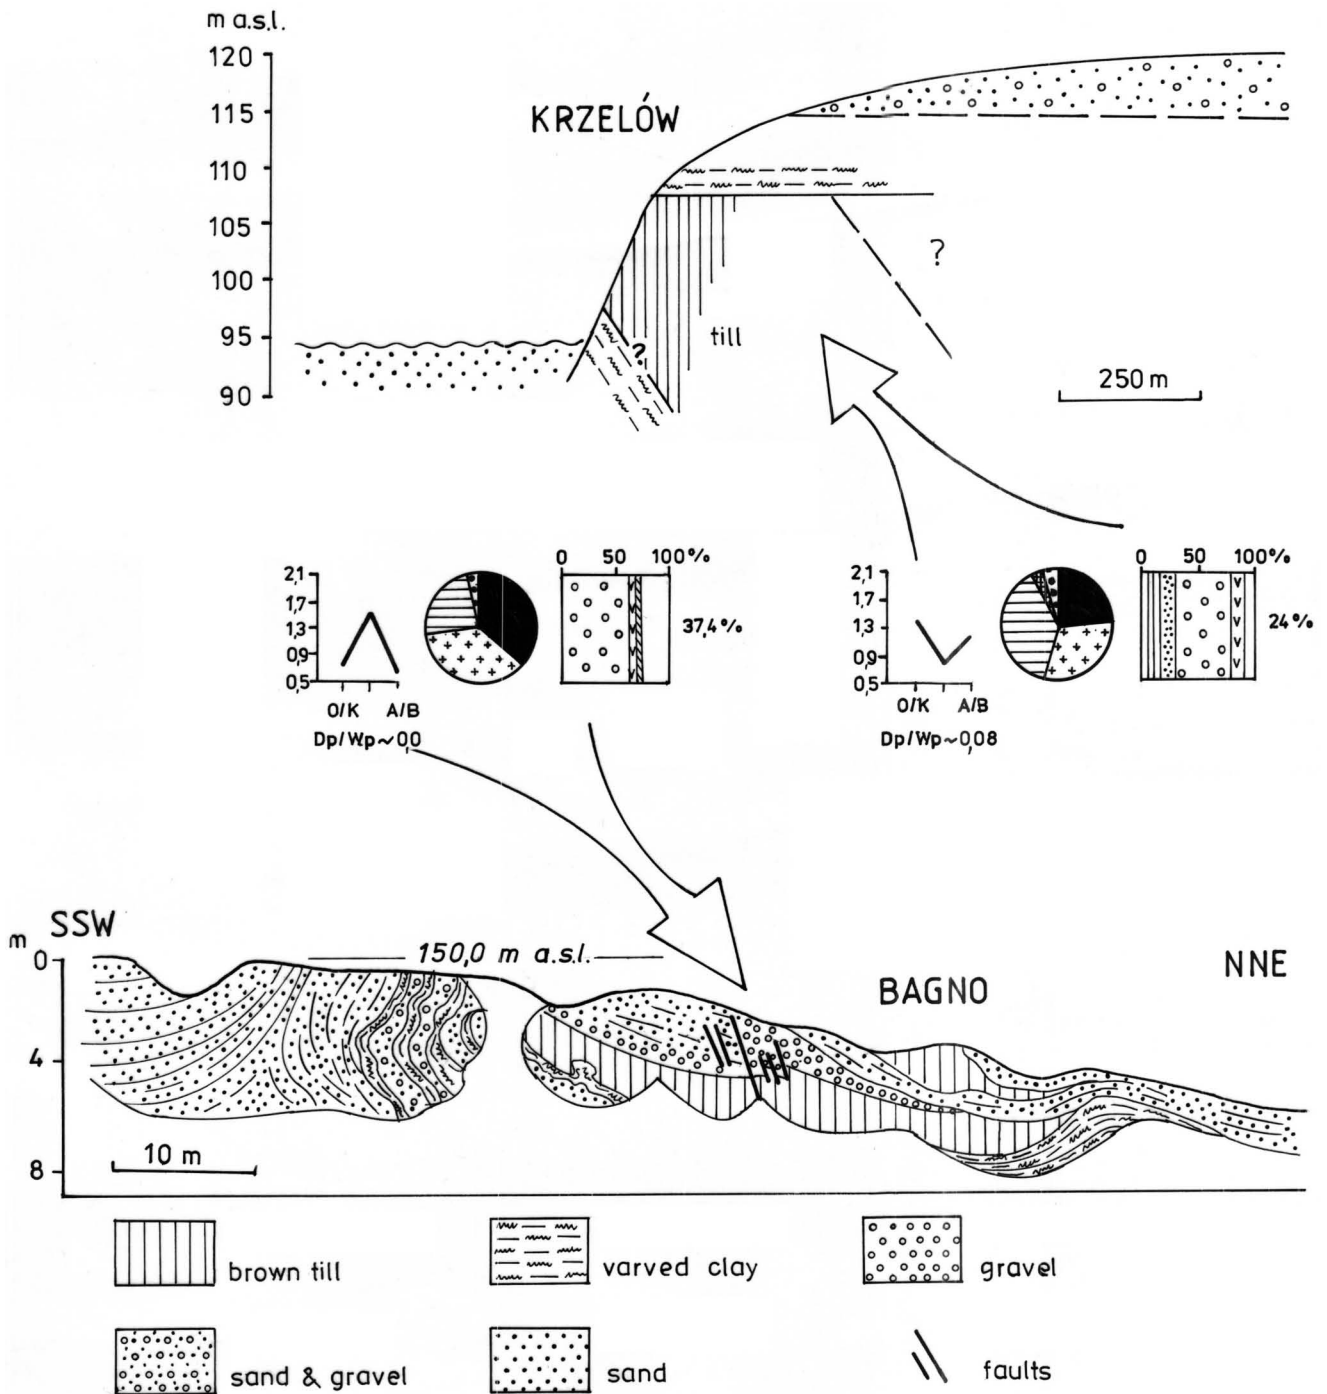 m a.s.l.
120
115
KRZELÓW
110
105
100
95
90
?
?
till
250 m
0 50 100%
2,1
1,7
1,3
0,9
0,5
37,4%
O/K A/B
Dp/Wp~0,0
0 50 100%
2,1
1,7
1,3
0,9
0,5
24%
O/K A/B
Dp/Wp~0,08
SSW
m
0
150,0 m a.s.l.
NNE
BAGNO
4
10 m
8
brown till
varved clay
gravel
sand & gravel
sand
faults